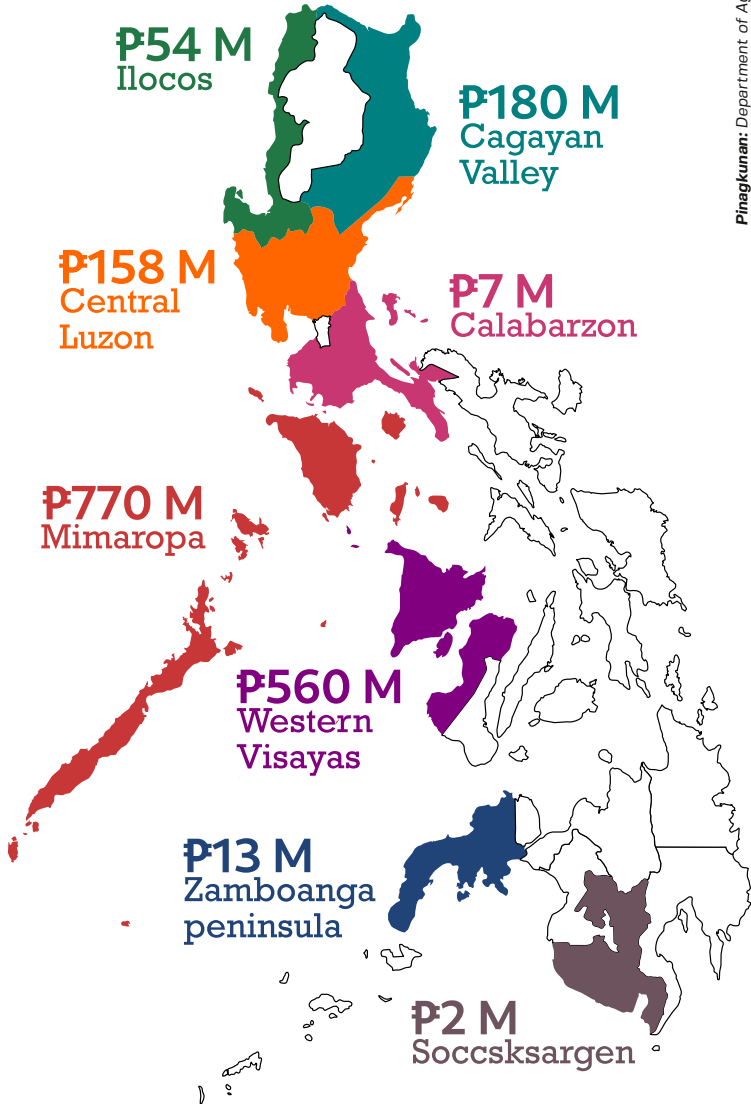 ₱54 M
Ilocos
₱180 M
Cagayan
Valley
₱158 M
Central
Luzon
₱7 M
Calabarzon
₱770 M
Mimaropa
₱560 M
Western
Visayas
₱13 M
Zamboanga
peninsula
₱2 M
Soccsksargen
Pinagkunan: Department of